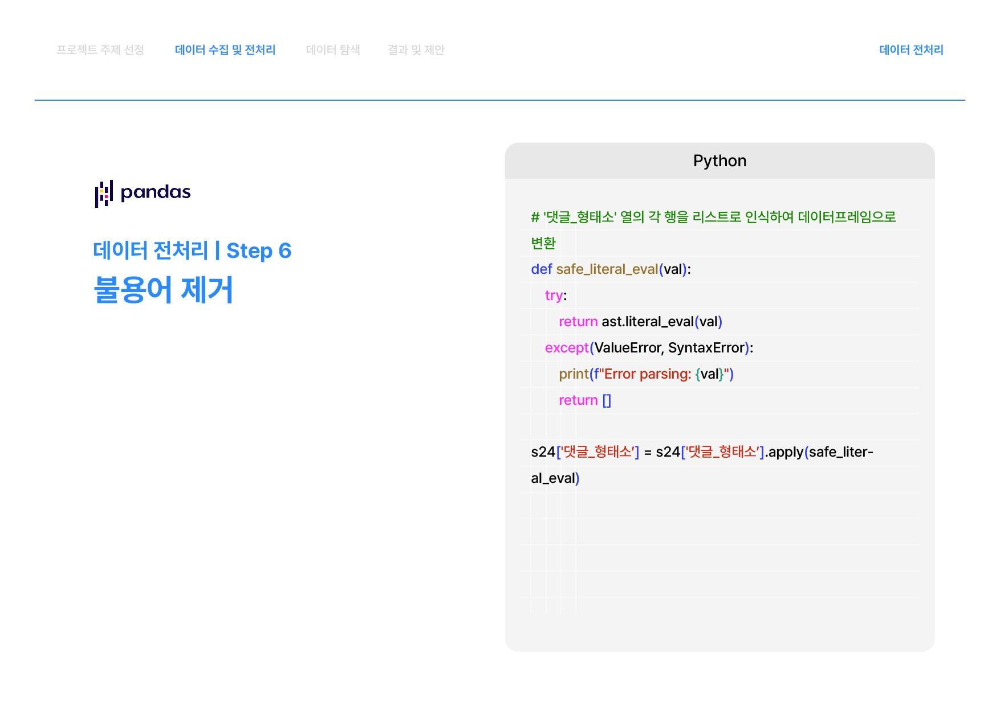 프로젝트 주제 선정 데이터 수집 및 전처리 데이터 탐색 결과 및 제안 데이터 전처리
pandas
데이터 전처리 | Step 6
불용어 제거
Python
# '댓글_형태소' 열의 각 행을 리스트로 인식하여 데이터프레임으로
변환
def safe_literal_eval(val):
    try:
        return ast.literal_eval(val)
    except(ValueError, SyntaxError):
        print(f"Error parsing: {val}")
        return []
s24['댓글_형태소’] = s24['댓글_형태소’].apply(safe_liter-
al_eval)